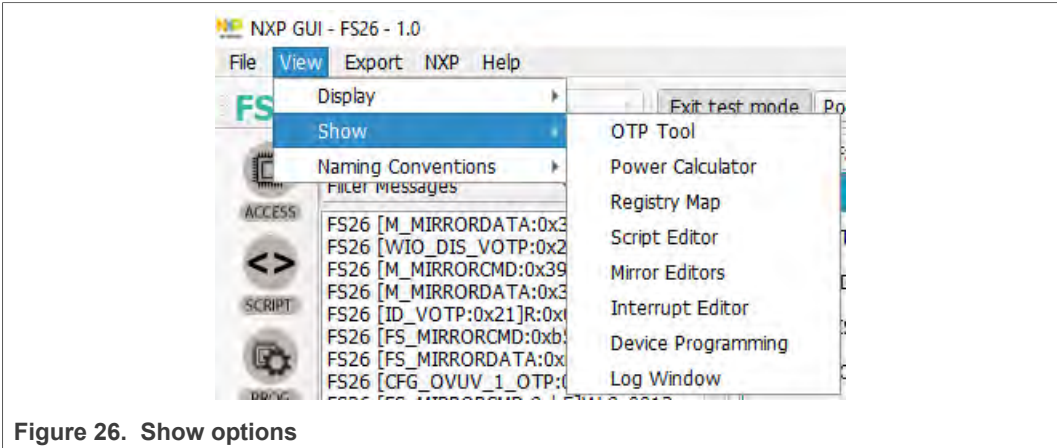 NXP GUI - FS26 - 1.0
File View Export NXP Help
FS
Display
Exit test mode
Show
OTP Tool
Naming Conventions
Power Calculator
Filter Messages
Registry Map
ACCESS
FS26 [M_MIRRORDATA:0x3
Script Editor
FS26 [WIO_DIS_VOTP:0x2
FS26 [M_MIRRORCMD:0x39
Mirror Editors
FS26 [M_MIRRORDATA:0x3
SCRIPT
FS26 [ID_VOTP:0x21]R:0x
Interrupt Editor
FS26 [FS_MIRRORCMD:0xb
Device Programming
FS26 [FS_MIRRORDATA:0x
FS26 [CFG_OVUV_1_OTP:
Log Window
Figure 26. Show options